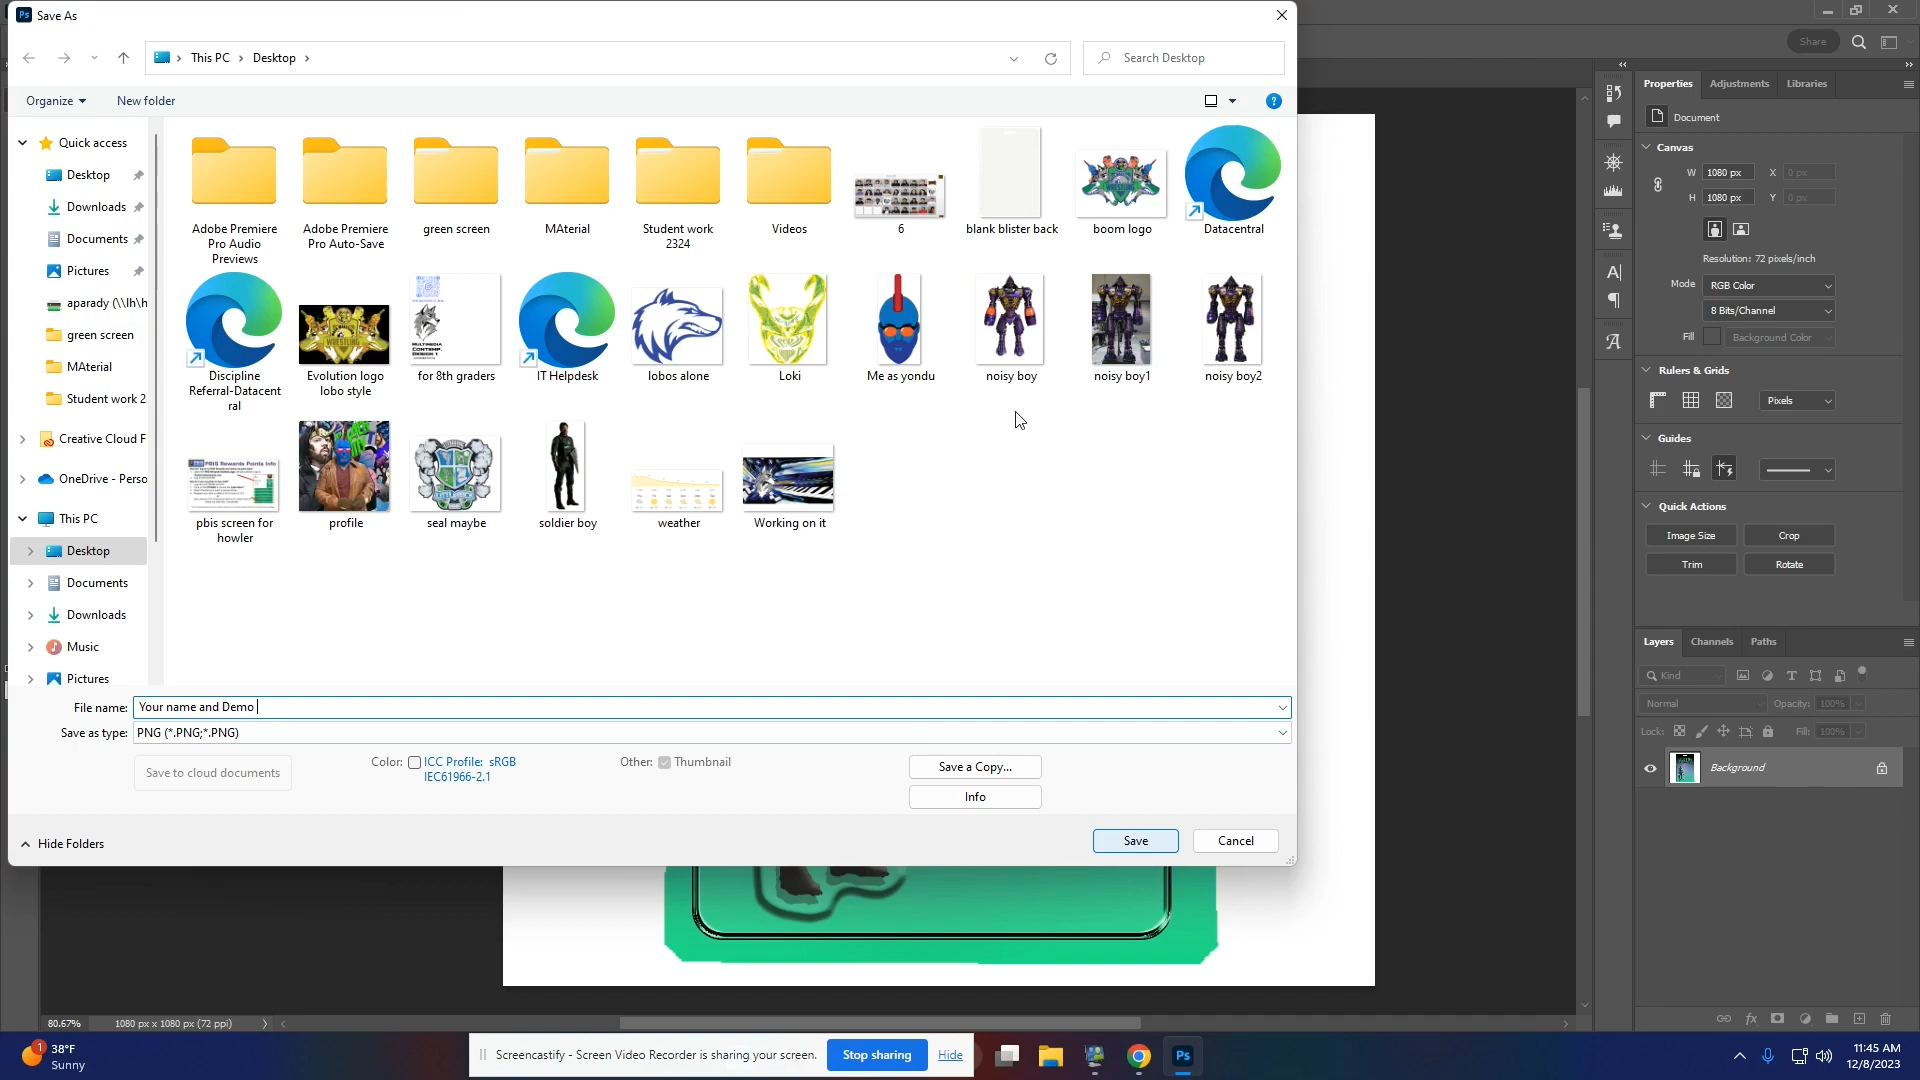 Save As
This PC
Desktop
Search Desktop
Organize
New folder
Quick access
Desktop
Downloads
Documents
Pictures
aparady (\\lh\h
green screen
MAterial
Student work 2
Creative Cloud F
OneDrive - Perso
This PC
Desktop
Documents
Downloads
Music
Pictures
Adobe Premiere
Pro Audio
Previews
Adobe Premiere
Pro Auto-Save
green screen
MAterial
Student work
2324
Videos
6
blank blister back
boom logo
Datacentral
Discipline
Referral-Datacent
ral
Evolution logo
lobo style
for 8th graders
IT Helpdesk
lobos alone
Loki
Me as yondu
noisy boy
noisy boy1
noisy boy2
pbis screen for
howler
profile
seal maybe
soldier boy
weather
Working on it
File name: Your name and Demo
Save as type: PNG (*.PNG;*.PNG)
Save to cloud documents
Color: ICC Profile: sRGB
IEC61966-2.1
Other: Thumbnail
Save a Copy...
Info
Hide Folders
Save
Cancel
Share
Properties
Adjustments
Libraries
Document
Canvas
W 1080 px X 0 px
H 1080 px Y 0 px
Resolution: 72 pixels/inch
Mode RGB Color
8 Bits/Channel
Fill Background Color
Rulers & Grids
Pixels
Guides
Quick Actions
Image Size
Crop
Trim
Rotate
Layers
Channels
Paths
Kind
Normal
Opacity: 100%
Lock:
Fill: 100%
Background
80.67%
1080 px x 1080 px (72 ppi)
1
38°F
Sunny
Screencastify - Screen Video Recorder is sharing your screen.
Stop sharing
Hide
Ps
11:45 AM
12/8/2023